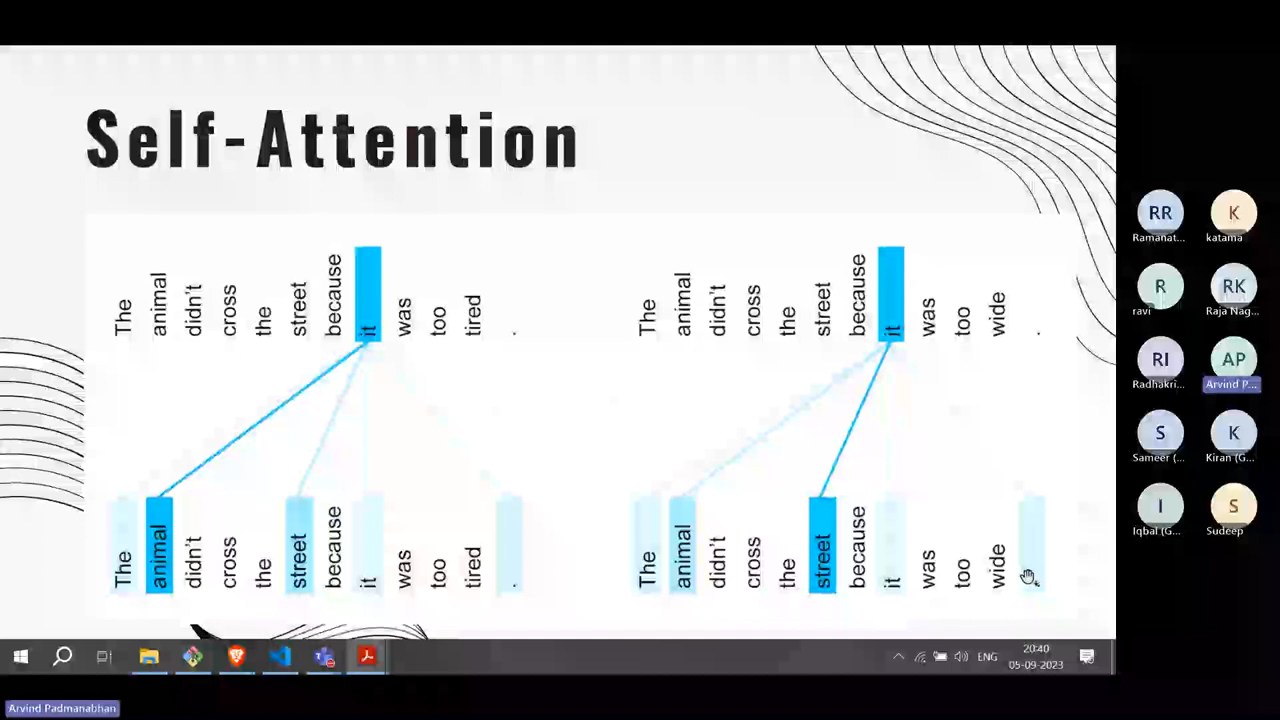 Self-Attention
The animal didn't cross the street because it was too tired .
The animal didn't cross the street because it was too wide .
The animal didn't cross the street because it was too tired .
The animal didn't cross the street because it was too wide .
RR
Ramanat...
K
katama
R
ravi
RK
Raja Nag...
RI
Radhakri...
AP
Arvind P...
S
Sameer (...
K
Kiran (G...
I
Iqbal (G...
S
Sudeep
ENG
20:40
05-09-2023
Arvind Padmanabhan